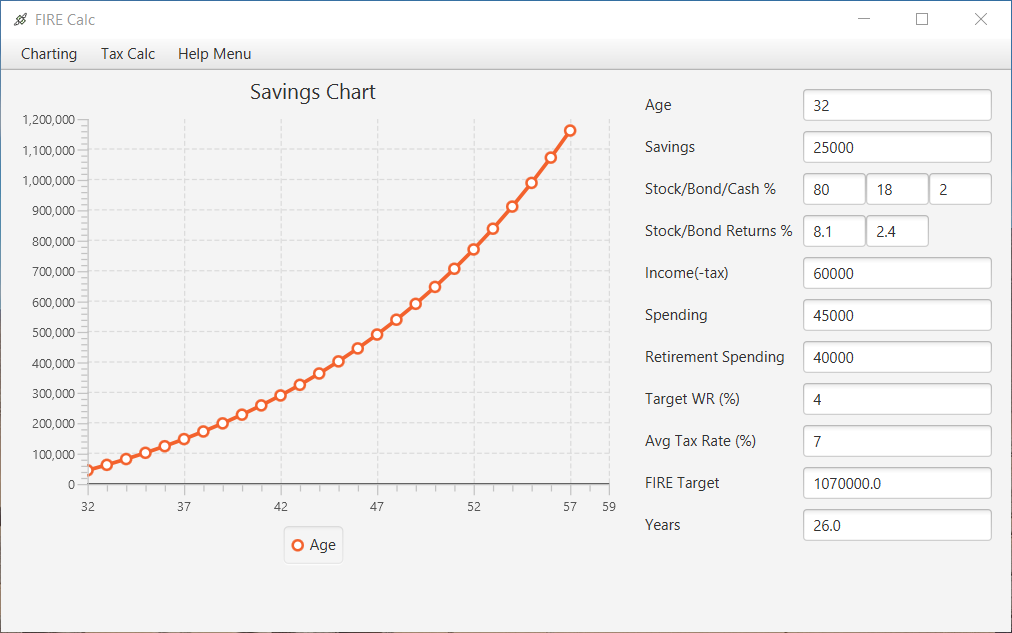 FIRE Calc
Charting Tax Calc Help Menu
Savings Chart
1,200,000
1,100,000
1,000,000
900,000
800,000
700,000
600,000
500,000
400,000
300,000
200,000
100,000
0
32 37 42 47 52 57 59
Age
Age 32
Savings 25000
Stock/Bond/Cash % 80 18 2
Stock/Bond Returns % 8.1 2.4
Income(-tax) 60000
Spending 45000
Retirement Spending 40000
Target WR (%) 4
Avg Tax Rate (%) 7
FIRE Target 1070000.0
Years 26.0